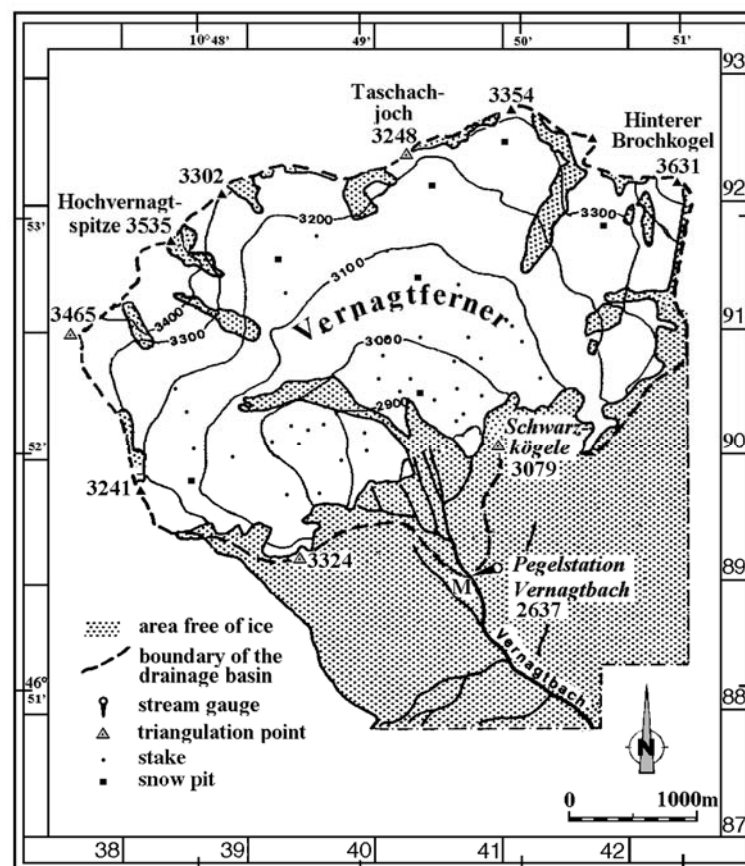 10°48'
49'
50'
51'
93
Taschach-
joch
3248
3354
Hinterer
Brochkogel
3631
3302
92
Hochvernagt-
spitze 3535
53'
3200
3300
3100
3465
3400
3300
91
Vernagtferner
3000
2900
52'
Schwarz-
kögele
3079
90
3241
3324
M
Pegelstation
Vernagtbach
2637
89
Vernagtbach
area free of ice
boundary of the
drainage basin
46°
51'
stream gauge
88
triangulation point
stake
snow pit
N
0 1000m
87
38 39 40 41 42